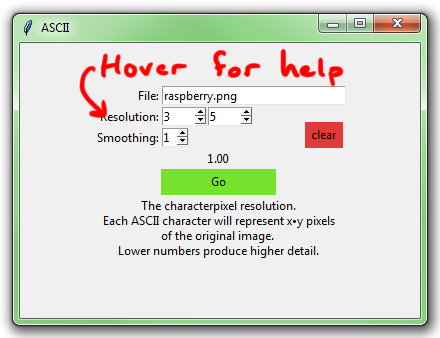 ASCII
Hover for help
File: raspberry.png
Resolution: 3 5
Smoothing: 1
clear
1.00
Go
The characterpixel resolution.
Each ASCII character will represent x•y pixels
of the original image.
Lower numbers produce higher detail.